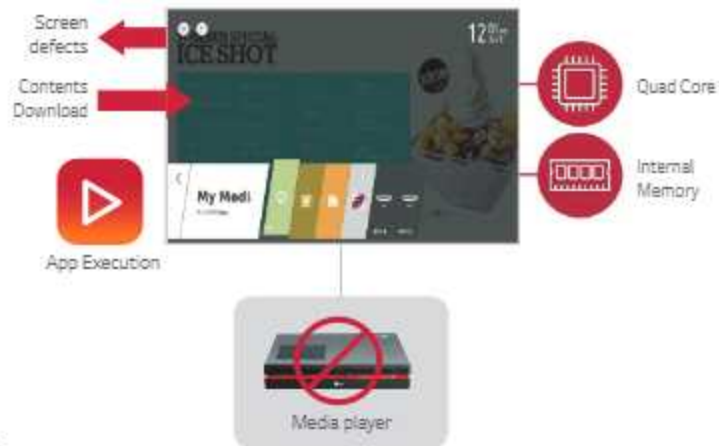 Screen
defects
Contents
Download
ICE SHOT
12
Quad Core
Internal
Memory
My Medi
App Execution
Media player